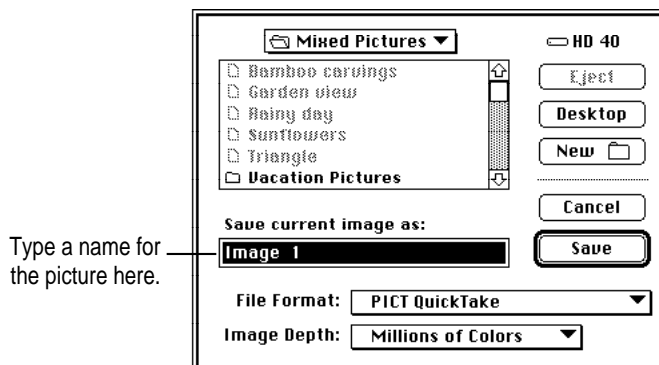 Mixed Pictures
HD 40
Bamboo carvings
Garden view
Rainy day
Sunflowers
Triangle
Vacation Pictures
Eject
Desktop
New
Cancel
Save
Save current image as:
Image 1
Type a name for
the picture here.
File Format: PICT QuickTake
Image Depth: Millions of Colors